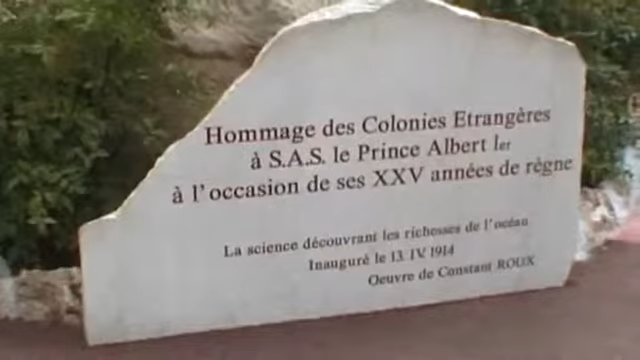 Hommage des Colonies Etrangères
à S.A.S. le Prince Albert Ier
à l'occasion de ses XXV années de règne
La science découvrant les richesses de l'océan
Inauguré le 13. IV 1914
Oeuvre de Constant ROUX